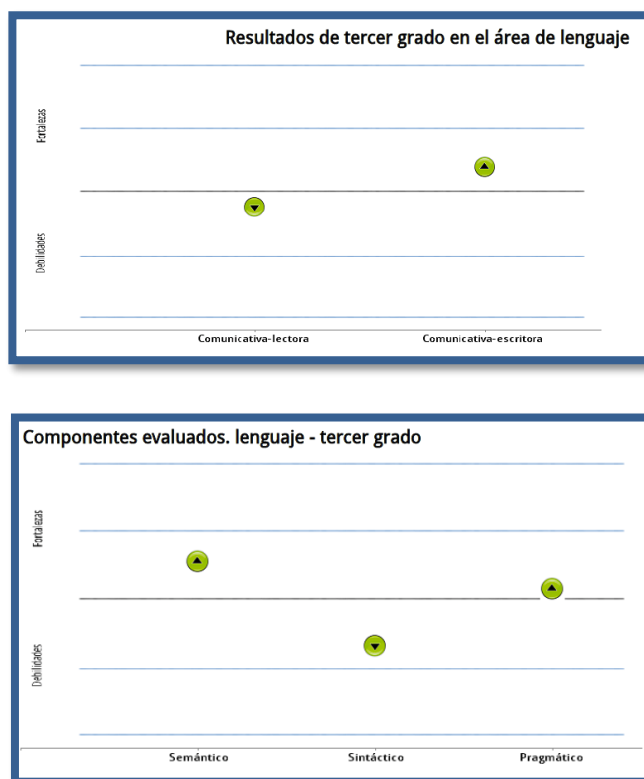 Resultados de tercer grado en el área de lenguaje
Fortalezas
Debilidades
Comunicativa-lectora
Comunicativa-escritora
Componentes evaluados. lenguaje - tercer grado
Fortalezas
Debilidades
Semántico
Sintáctico
Pragmático